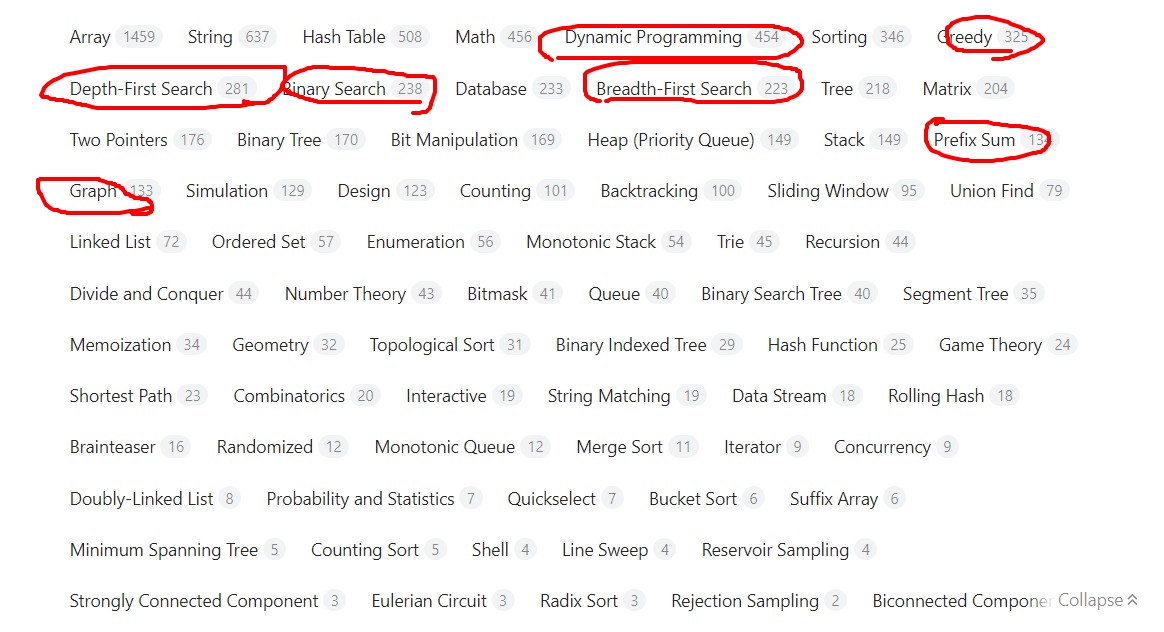 Array 1459 String 637 Hash Table 508 Math 456 Dynamic Programming 454 Sorting 346 Greedy 325
Depth-First Search 281 Binary Search 238 Database 233 Breadth-First Search 223 Tree 218 Matrix 204
Two Pointers 176 Binary Tree 170 Bit Manipulation 169 Heap (Priority Queue) 149 Stack 149 Prefix Sum
Graph 133 Simulation 129 Design 123 Counting 101 Backtracking 100 Sliding Window 95 Union Find 79
Linked List 72 Ordered Set 57 Enumeration 56 Monotonic Stack 54 Trie 45 Recursion 44
Divide and Conquer 44 Number Theory 43 Bitmask 41 Queue 40 Binary Search Tree 40 Segment Tree 35
Memoization 34 Geometry 32 Topological Sort 31 Binary Indexed Tree 29 Hash Function 25 Game Theory 24
Shortest Path 23 Combinatorics 20 Interactive 19 String Matching 19 Data Stream 18 Rolling Hash 18
Brainteaser 16 Randomized 12 Monotonic Queue 12 Merge Sort 11 Iterator 9 Concurrency 9
Doubly-Linked List 8 Probability and Statistics 7 Quickselect 7 Bucket Sort 6 Suffix Array 6
Minimum Spanning Tree 5 Counting Sort 5 Shell 4 Line Sweep 4 Reservoir Sampling 4
Strongly Connected Component 3 Eulerian Circuit 3 Radix Sort 3 Rejection Sampling 2 Biconnected Compone Collapse